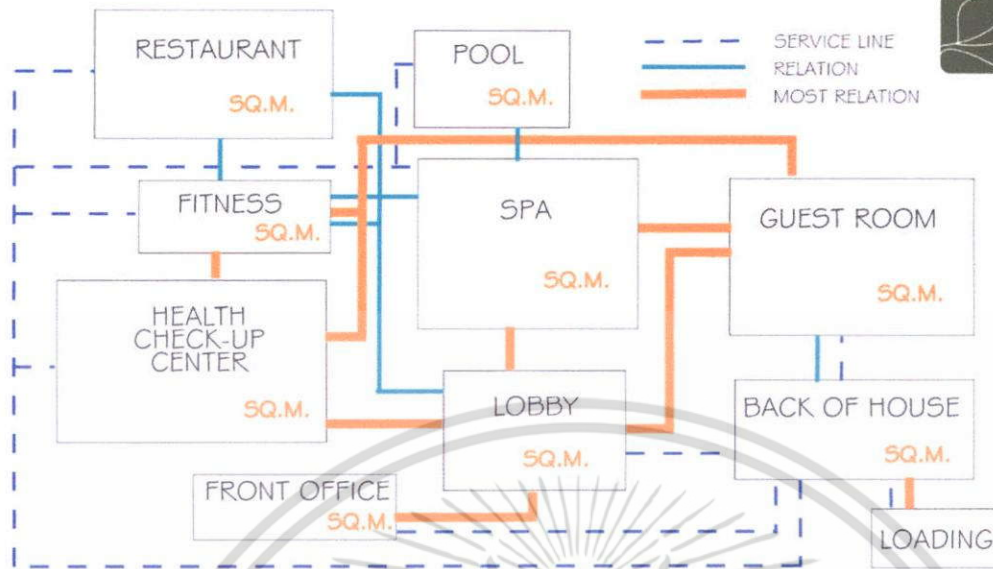 RESTAURANT
SQ.M.
POOL
SQ.M.
SERVICE LINE
RELATION
MOST RELATION
FITNESS
SQ.M.
SPA
SQ.M.
GUEST ROOM
SQ.M.
HEALTH
CHECK-UP
CENTER
SQ.M.
LOBBY
SQ.M.
BACK OF HOUSE
SQ.M.
FRONT OFFICE
SQ.M.
LOADING